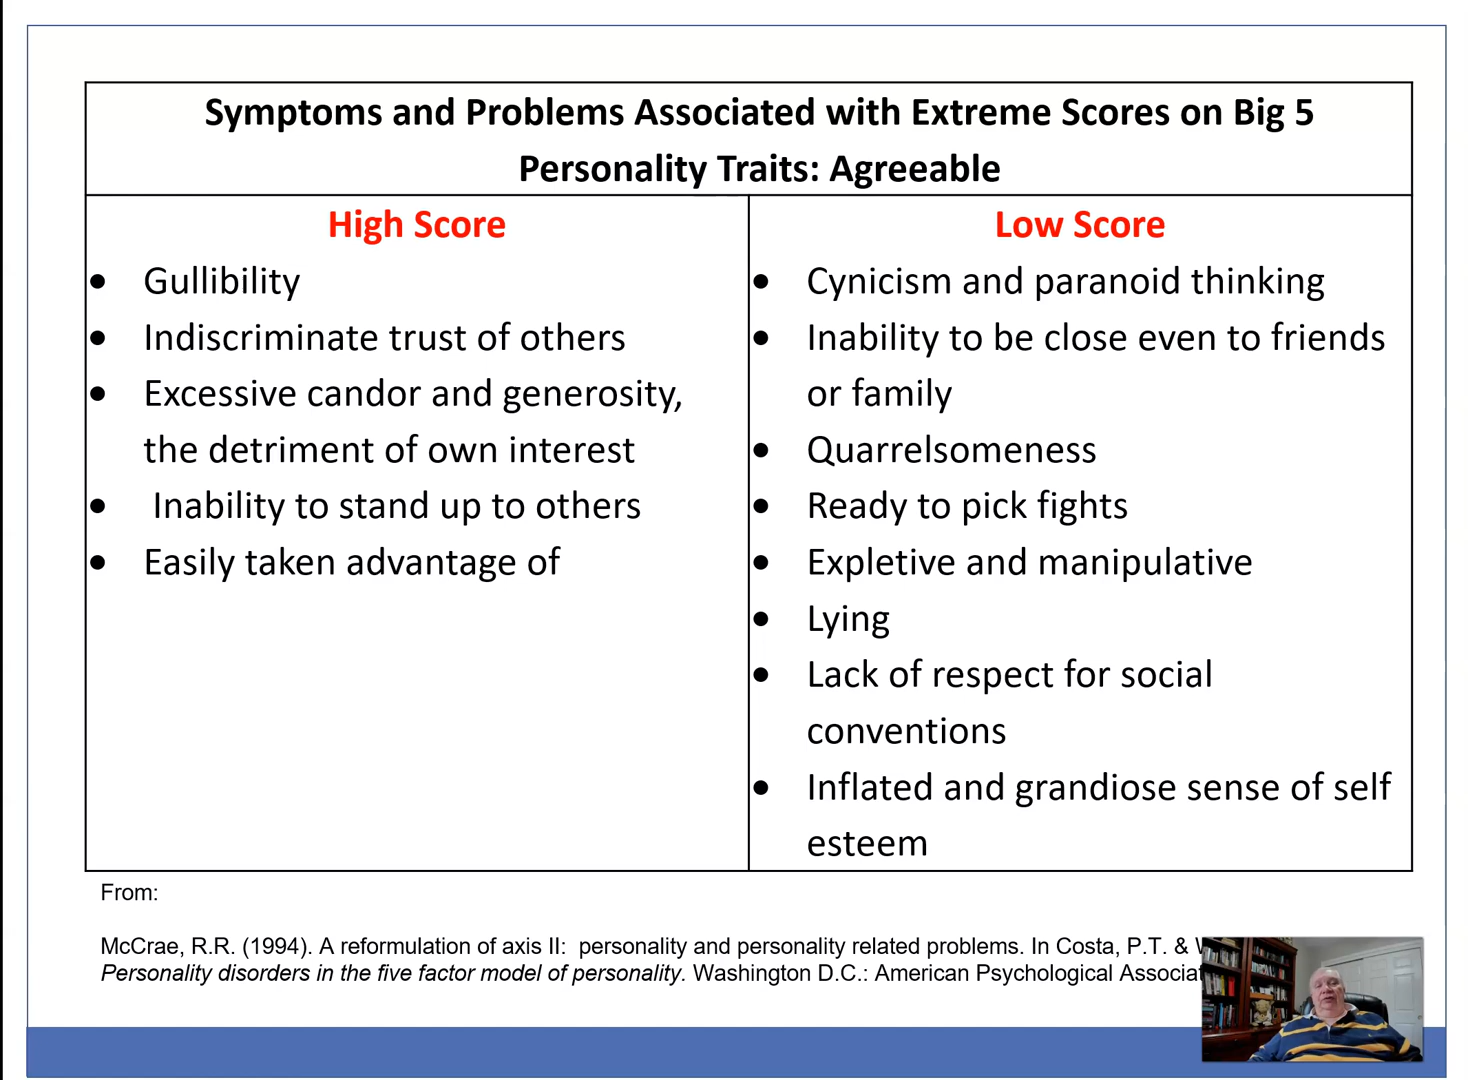 Symptoms and Problems Associated with Extreme Scores on Big 5
Personality Traits: Agreeable
High Score
• Gullibility
• Indiscriminate trust of others
• Excessive candor and generosity,
the detriment of own interest
• Inability to stand up to others
• Easily taken advantage of
Low Score
• Cynicism and paranoid thinking
• Inability to be close even to friends
or family
• Quarrelsomeness
• Ready to pick fights
• Expletive and manipulative
• Lying
• Lack of respect for social
conventions
• Inflated and grandiose sense of self
esteem
From:
McCrae, R.R. (1994). A reformulation of axis II: personality and personality related problems. In Costa, P.T. &
Personality disorders in the five factor model of personality. Washington D.C.: American Psychological